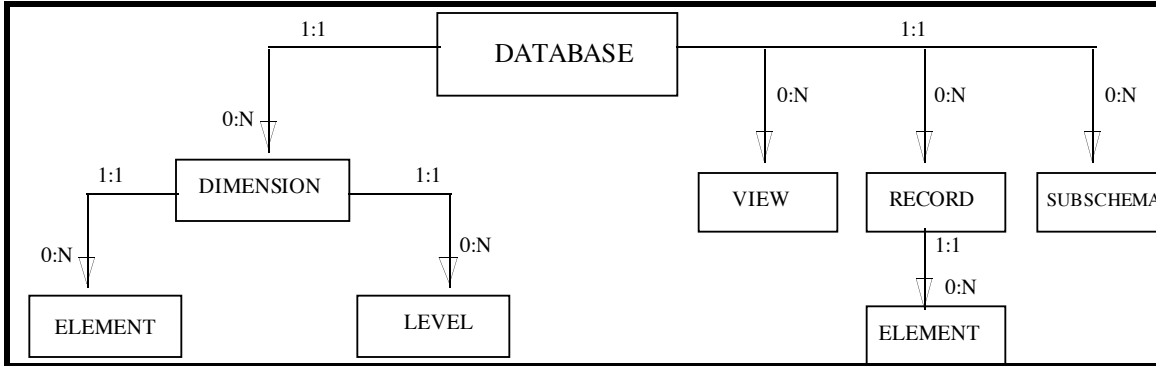 1:1
DATABASE
1:1
0:N
0:N
0:N
0:N
1:1
DIMENSION
1:1
VIEW
RECORD
SUBSCHEMA
0:N
0:N
1:1
0:N
ELEMENT
LEVEL
ELEMENT